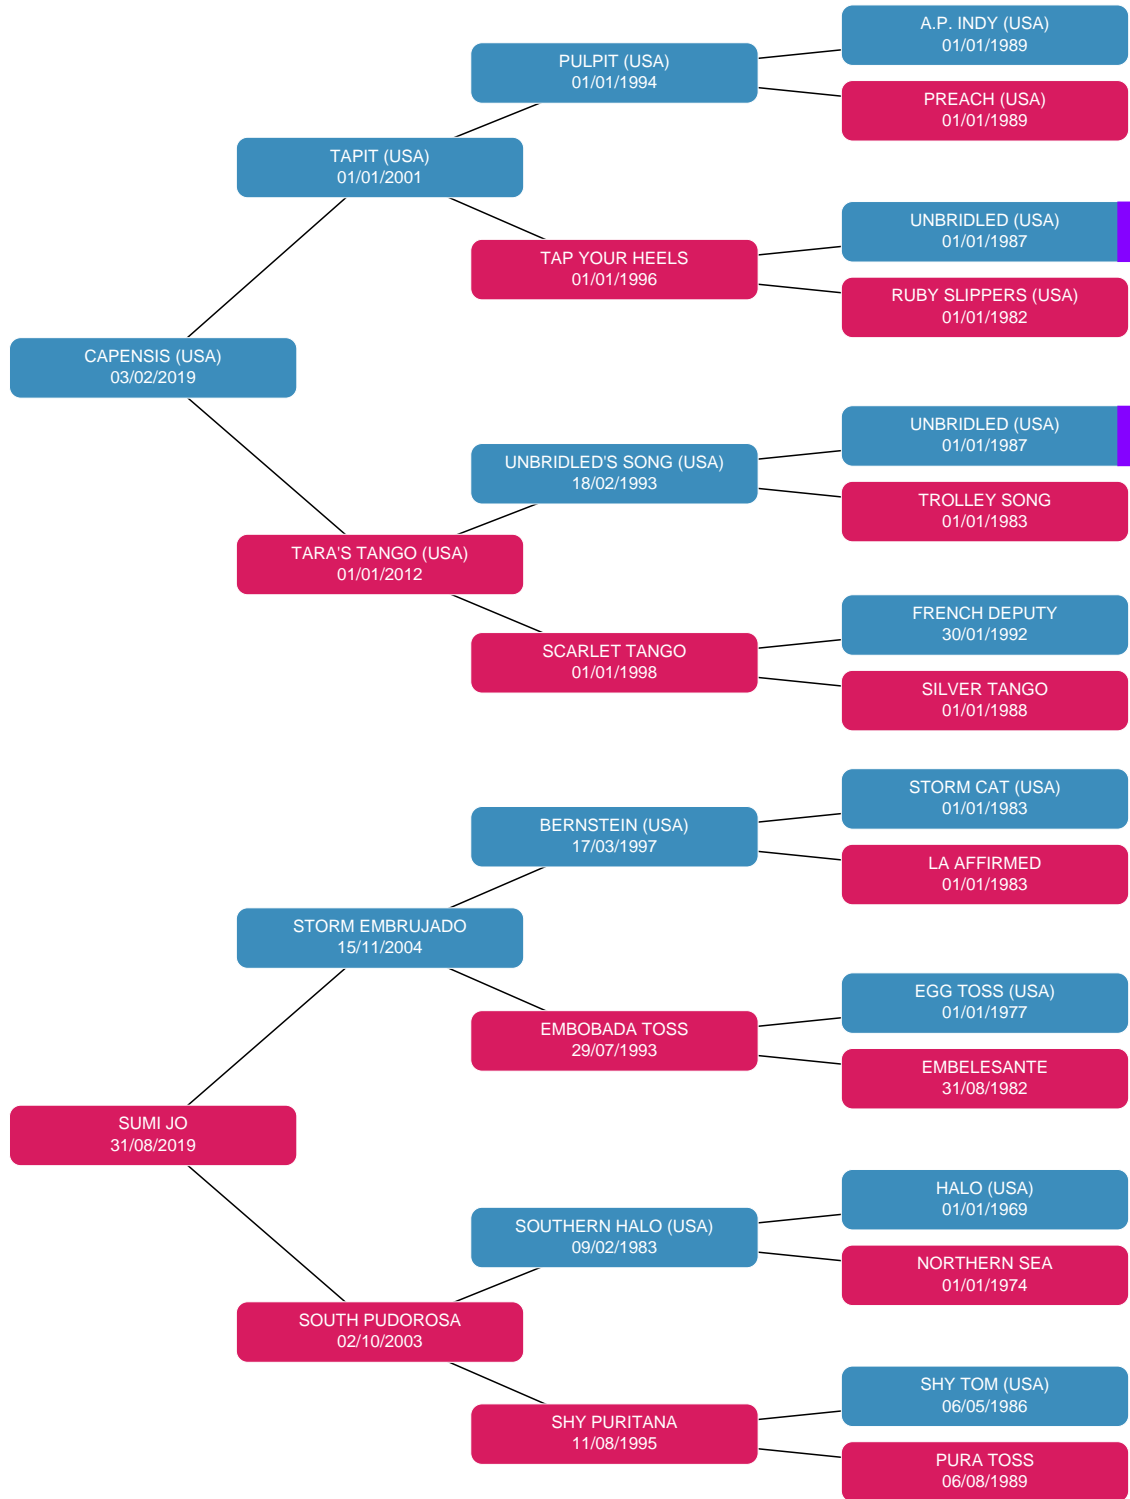 A.P. INDY (USA)
01/01/1989
PULPIT (USA)
01/01/1994
PREACH (USA)
01/01/1989
TAPIT (USA)
01/01/2001
UNBRIDLED (USA)
01/01/1987
TAP YOUR HEELS
01/01/1996
RUBY SLIPPERS (USA)
01/01/1982
CAPENSIS (USA)
03/02/2019
UNBRIDLED (USA)
01/01/1987
UNBRIDLED'S SONG (USA)
18/02/1993
TROLLEY SONG
01/01/1983
TARA'S TANGO (USA)
01/01/2012
FRENCH DEPUTY
30/01/1992
SCARLET TANGO
01/01/1998
SILVER TANGO
01/01/1988
STORM CAT (USA)
01/01/1983
BERNSTEIN (USA)
17/03/1997
LA AFFIRMED
01/01/1983
STORM EMBRUJADO
15/11/2004
EGG TOSS (USA)
01/01/1977
EMBOBADA TOSS
29/07/1993
EMBELESANTE
31/08/1982
SUMI JO
31/08/2019
HALO (USA)
01/01/1969
SOUTHERN HALO (USA)
09/02/1983
NORTHERN SEA
01/01/1974
SOUTH PUDOROSA
02/10/2003
SHY TOM (USA)
06/05/1986
SHY PURITANA
11/08/1995
PURA TOSS
06/08/1989